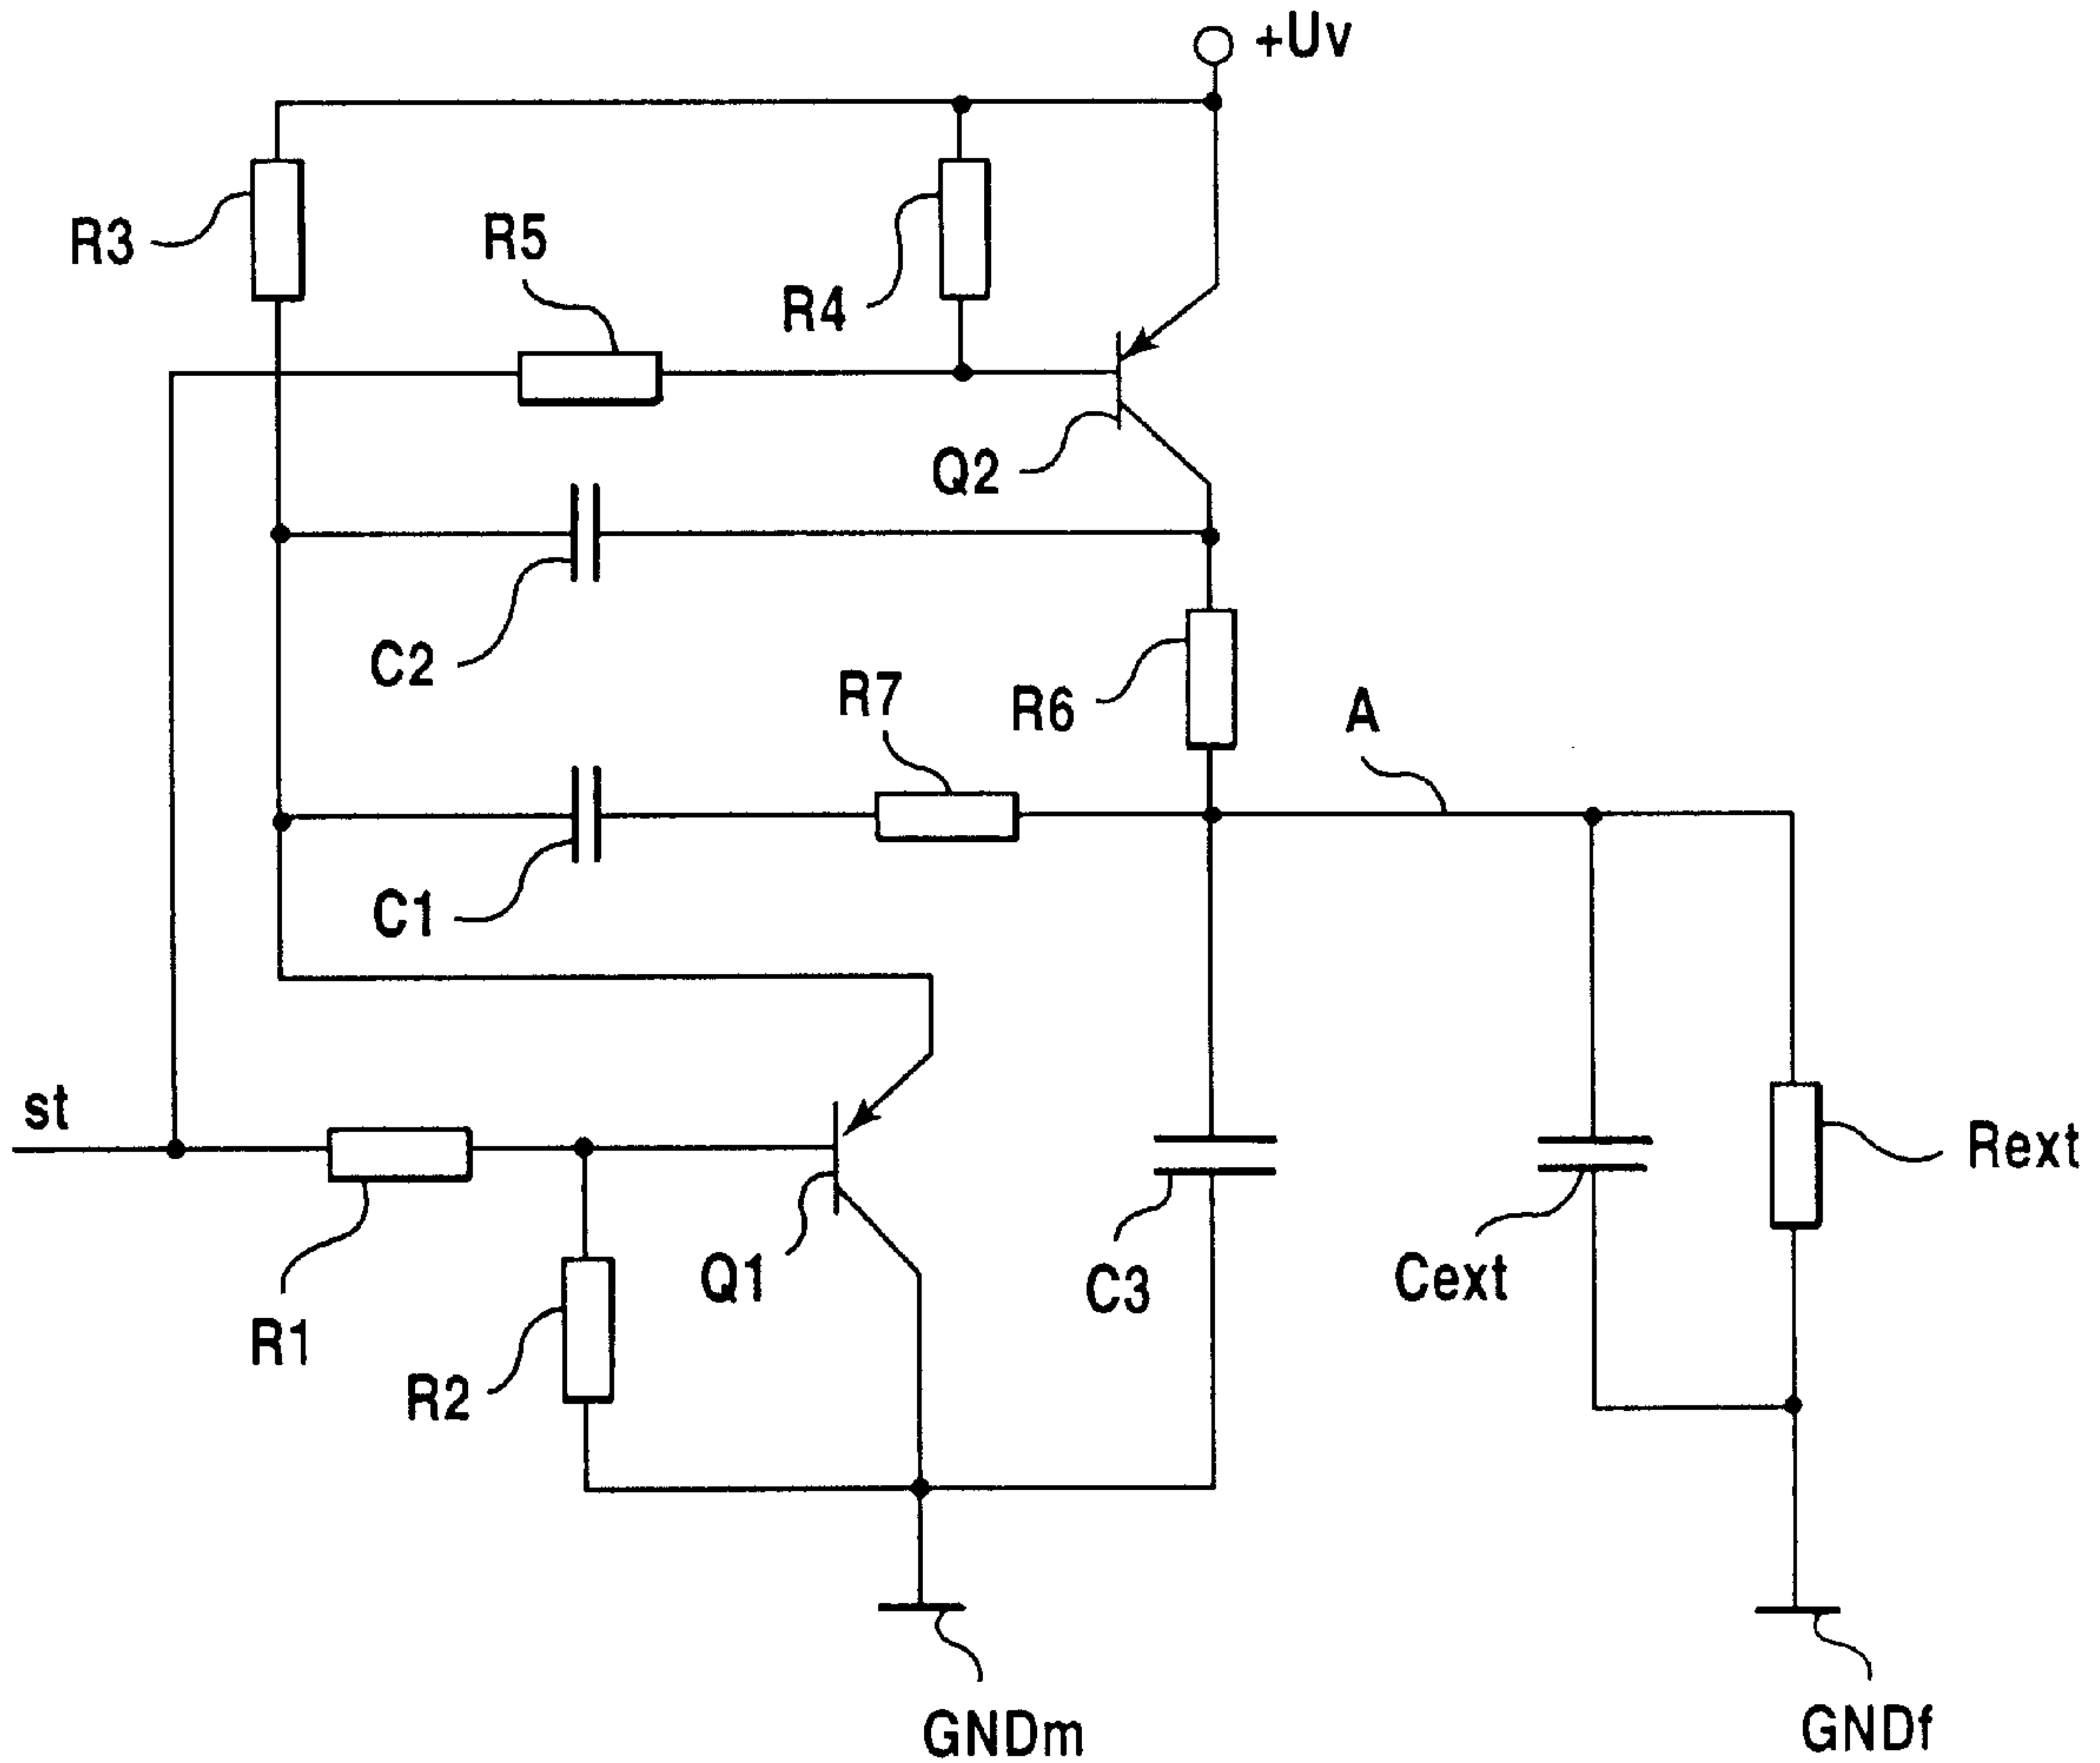 +Uv
R3
R5
R4
Q2
C2
R7
R6
A
C1
st
Rext
R1
Q1
C3
Cext
R2
GNDm
GNDf